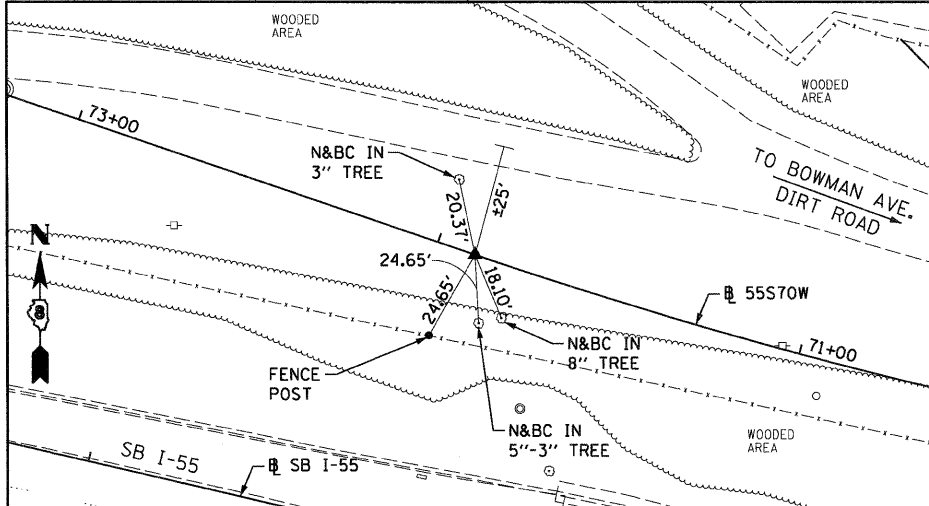 WOODED
AREA
WOODED
AREA
73+00
N&BC IN
3" TREE
TO BOWMAN AVE.
DIRT ROAD
±25'
20.37'
N
24.65'
18.10'
24.65'
8
B 55S70W
71+00
N&BC IN
8" TREE
FENCE
POST
N&BC IN
5"-3" TREE
WOODED
AREA
SB I-55
B SB I-55